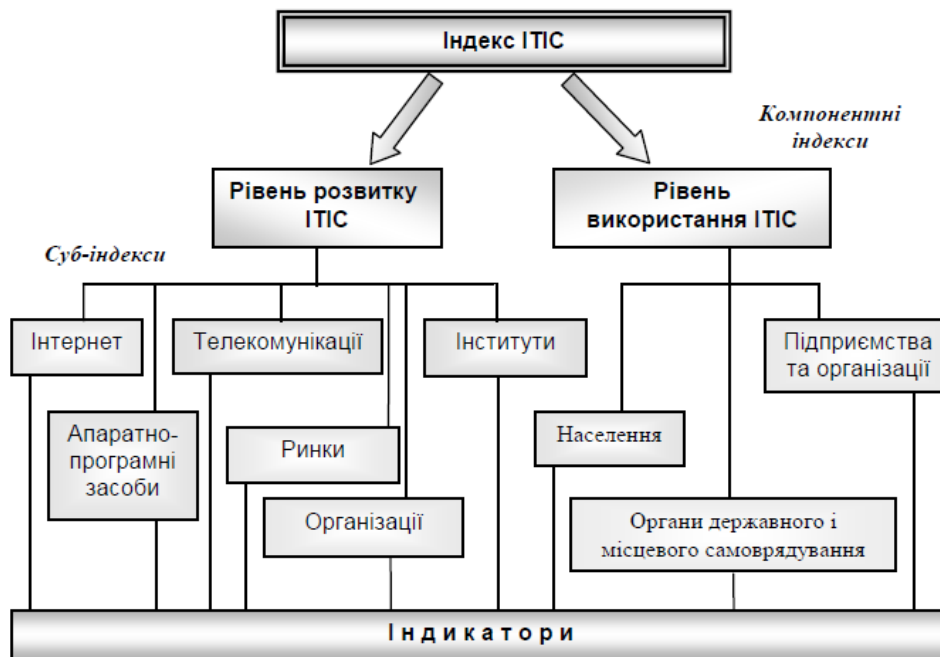 Індекс ІТІС
Компонентні
індекси
Рівень розвитку
ІТІС
Рівень
використання ІТІС
Суб-індекси
Інтернет
Телекомунікації
Інститути
Підприємства
та організації
Апаратно-
програмні
засоби
Ринки
Населення
Організації
Органи державного і
місцевого самоврядування
Індикатори